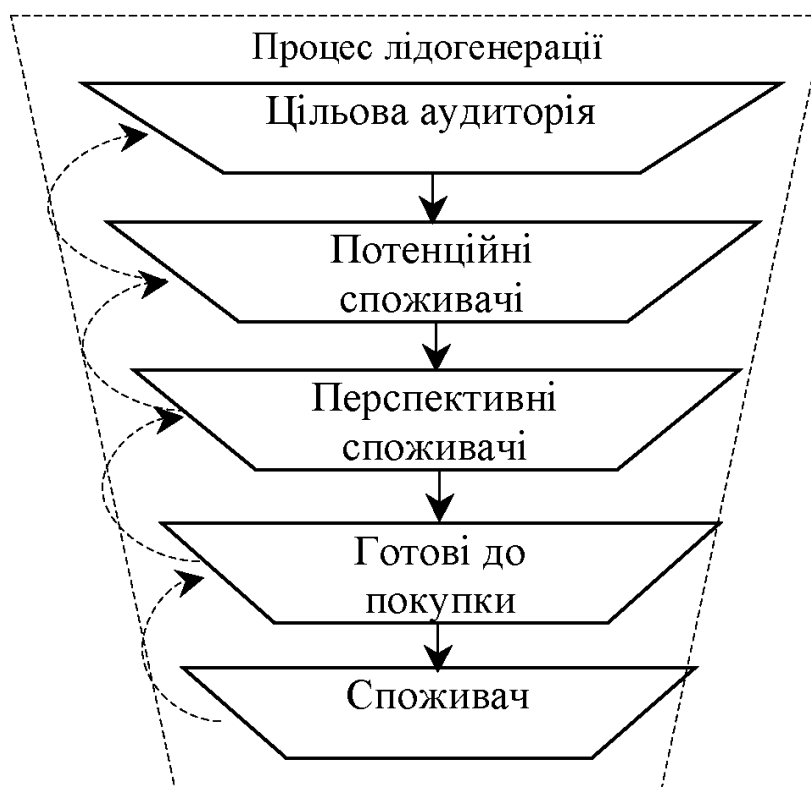 Процес лідогенерації
Цільова аудиторія
Потенційні
споживачі
Перспективні
споживачі
Готові до
покупки
Споживач